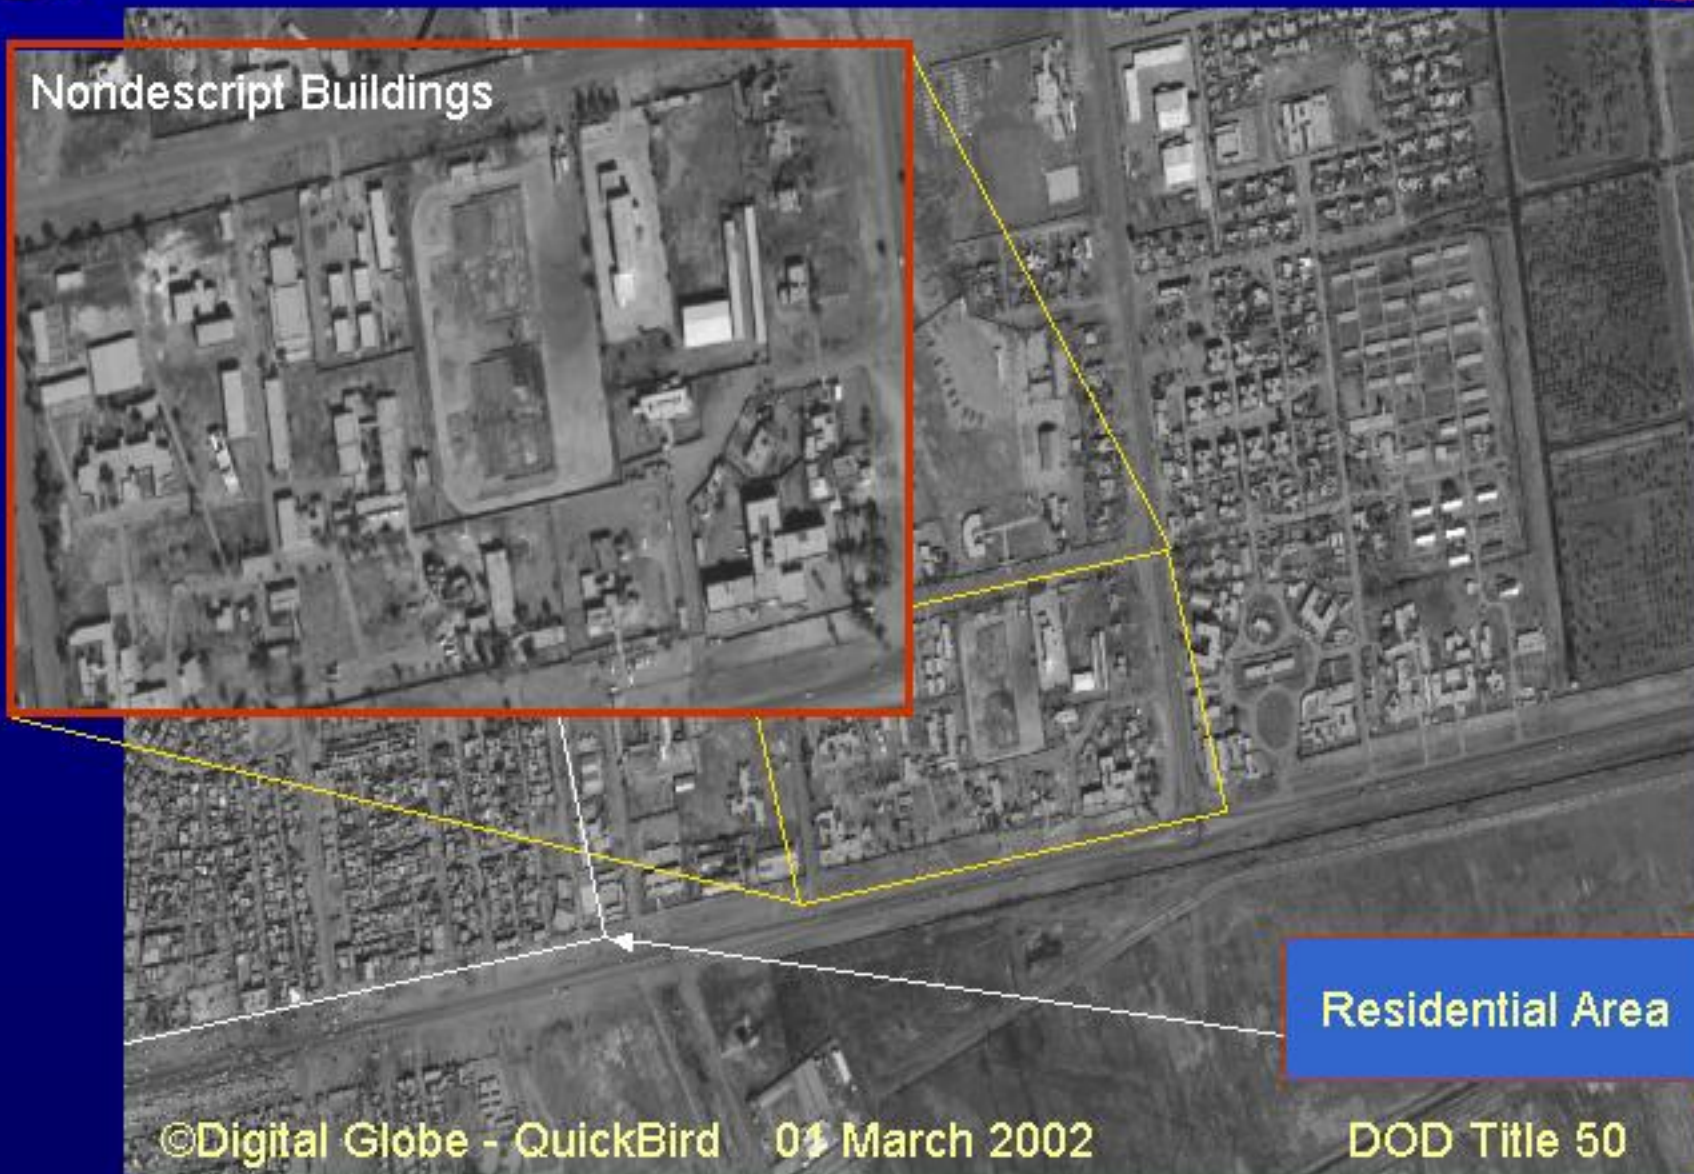 Nondescript Buildings
Residential Area
©Digital Globe - QuickBird 01 March 2002 DOD Title 50